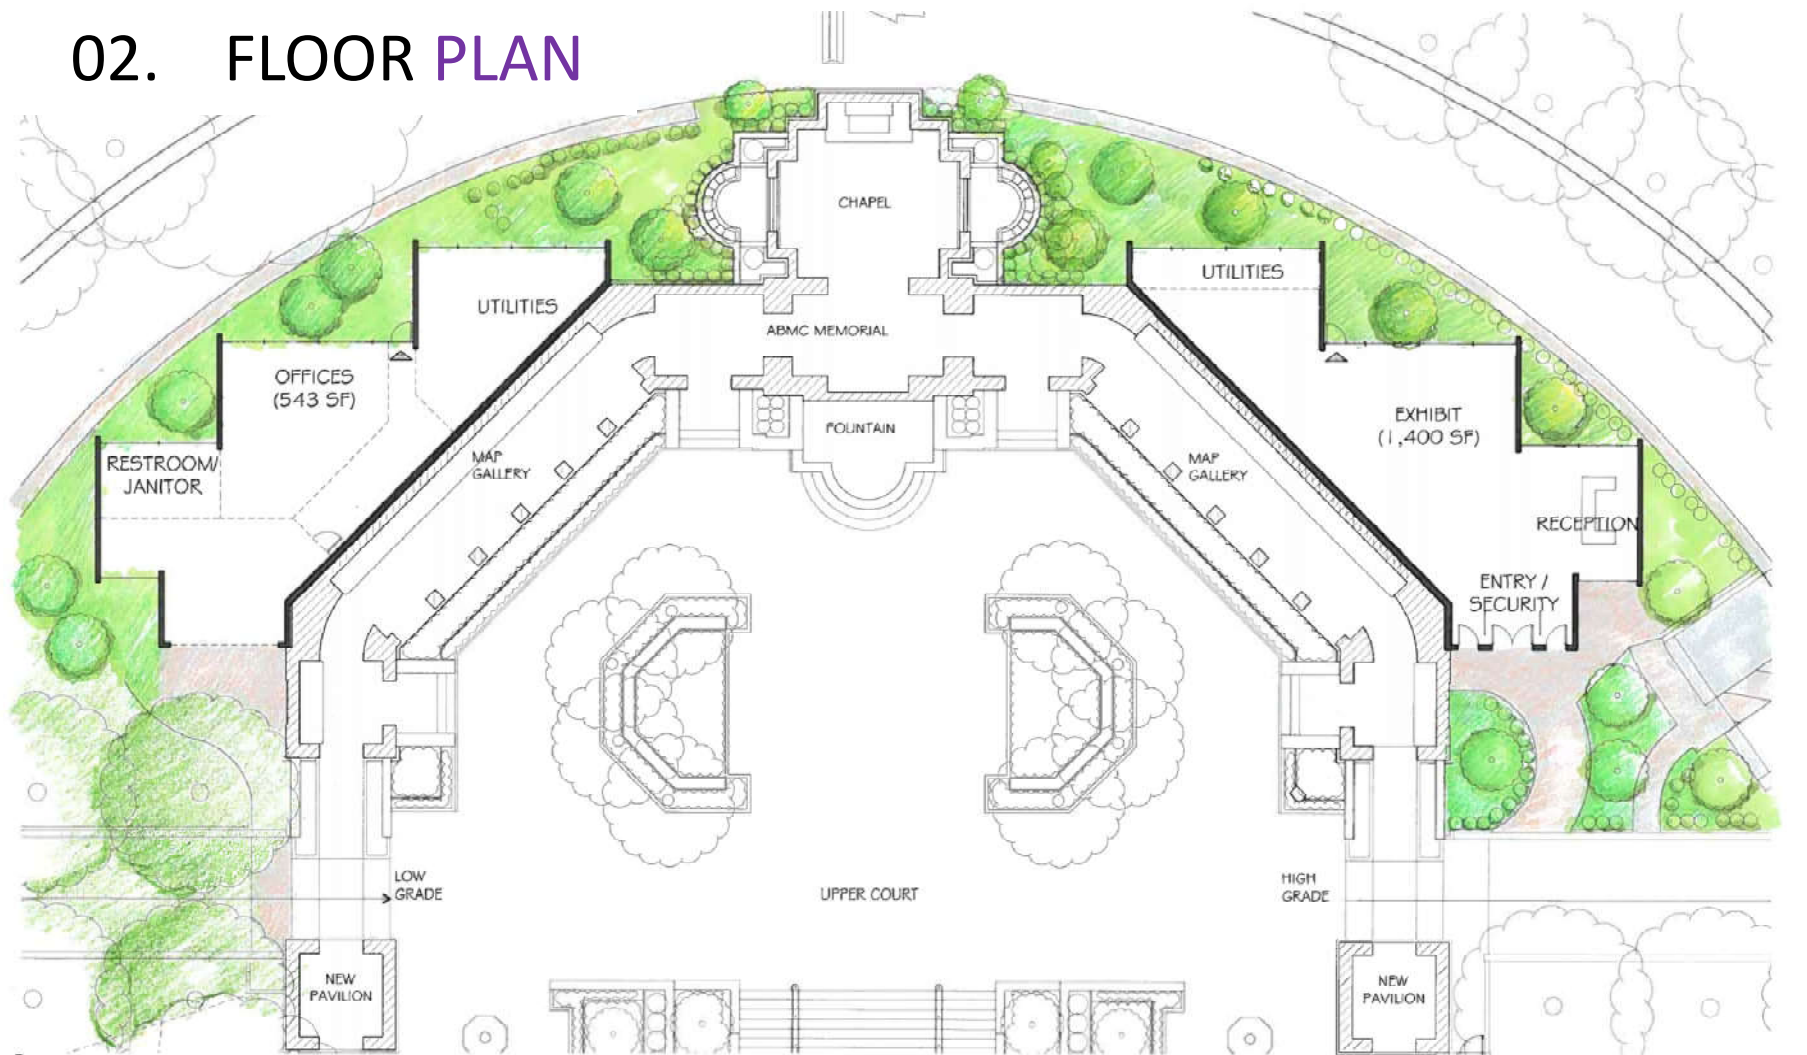 02. FLOOR PLAN
CHAPEL
UTILITIES
UTILITIES
ABMC MEMORIAL
OFFICES
(543 SF)
EXHIBIT
(1,400 SF)
FOUNTAIN
RESTROOM/
JANITOR
MAP
GALLERY
MAP
GALLERY
RECEPTION
ENTRY /
SECURITY
LOW
GRADE
UPPER COURT
HIGH
GRADE
NEW
PAVILION
NEW
PAVILION